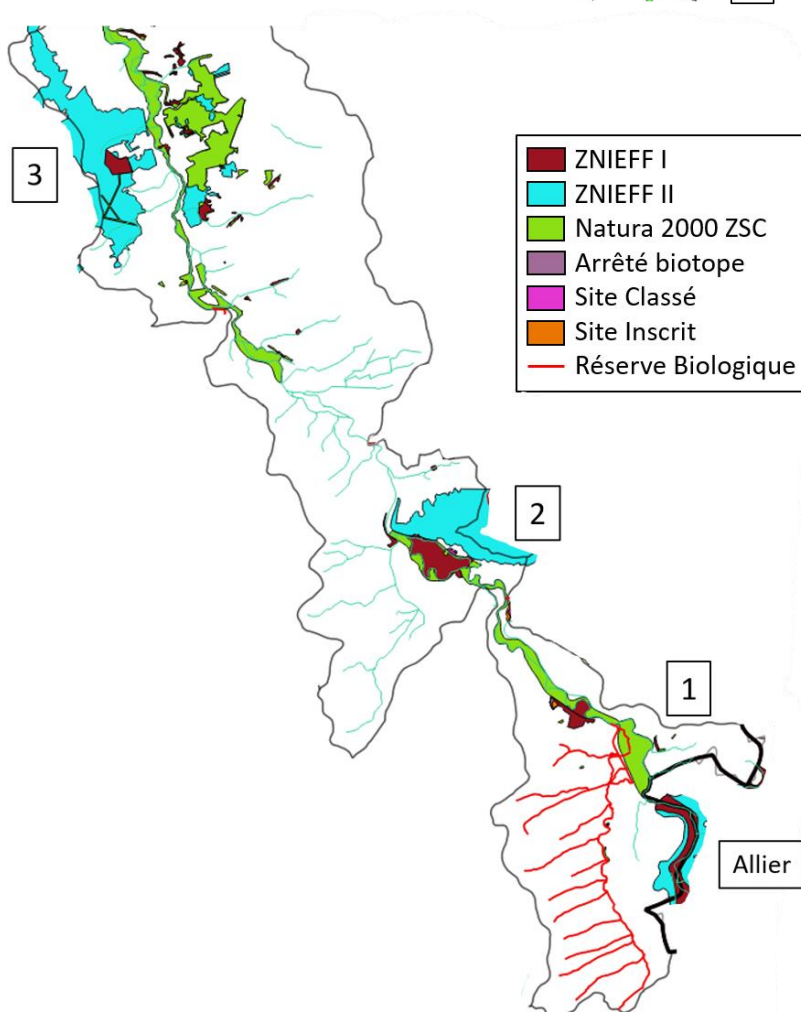 3
ZNIEFF I
ZNIEFF II
Natura 2000 ZSC
Arrêté biotope
Site Classé
Site Inscrit
Réserve Biologique
2
1
Allier